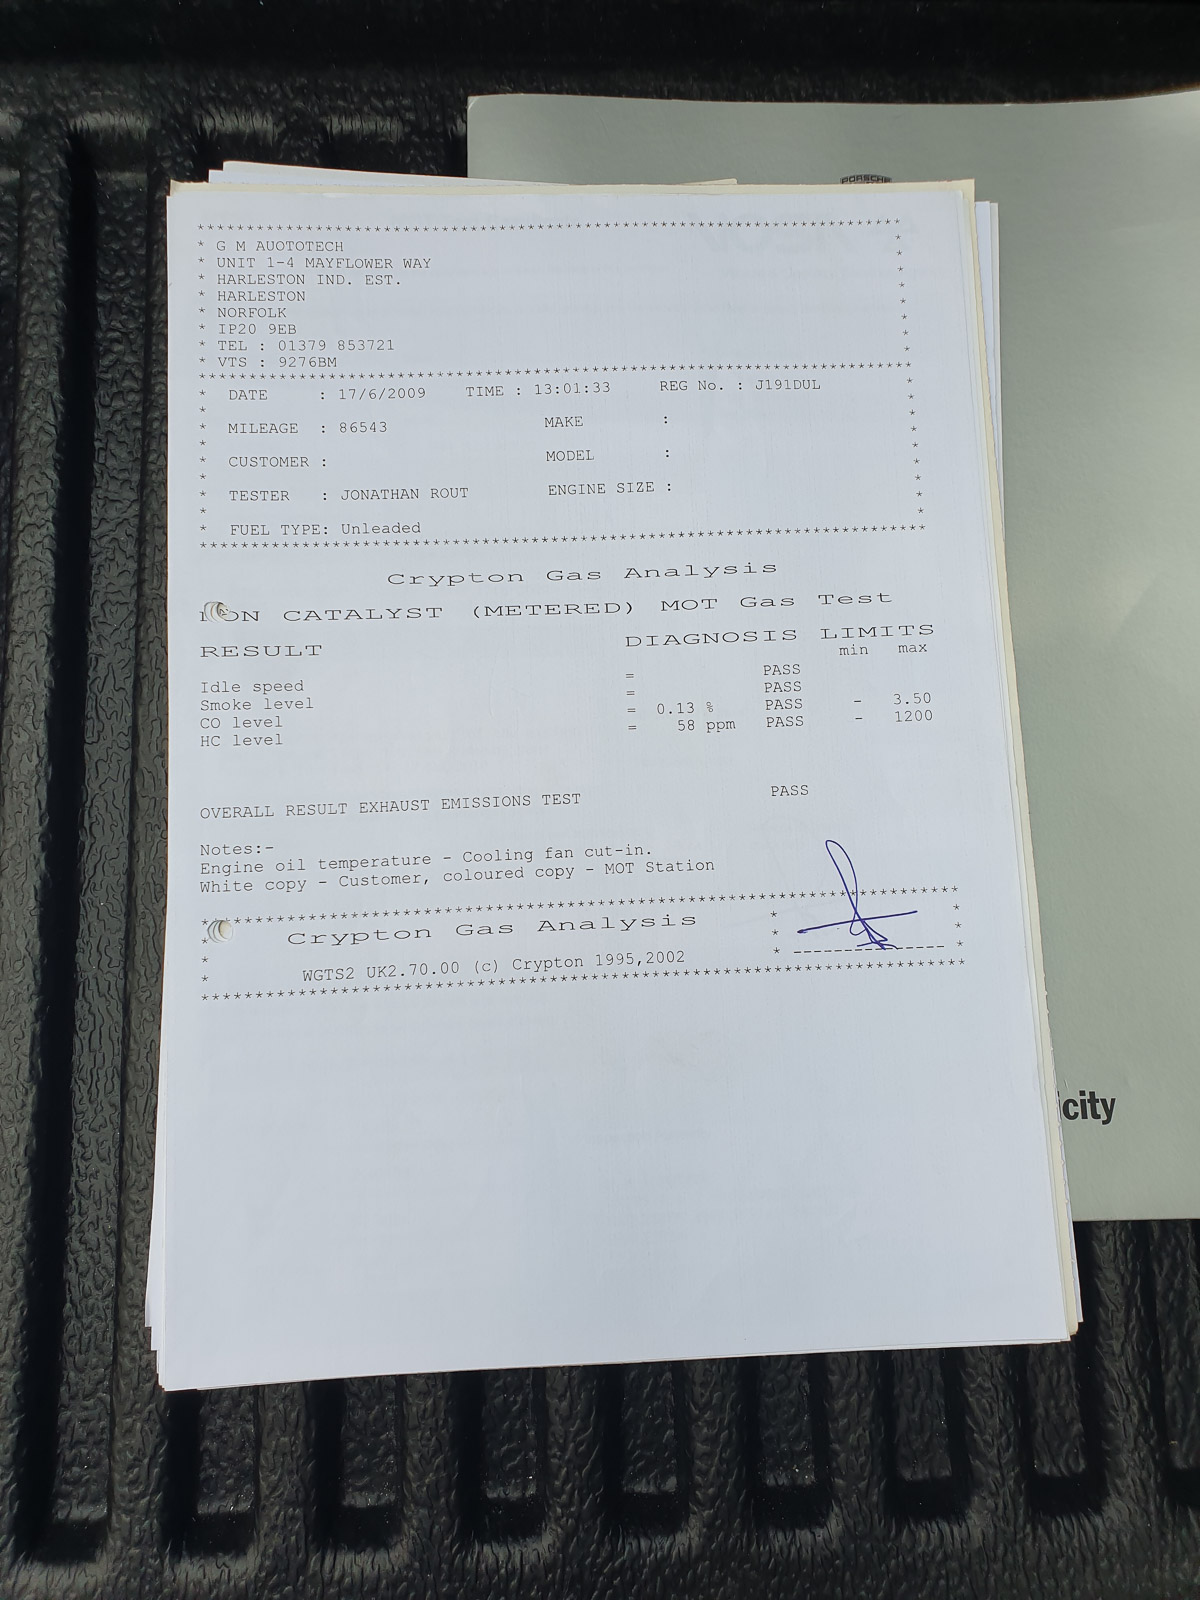 PORSCHE
************************************************************************
* G M AUOTOTECH *
* UNIT 1-4 MAYFLOWER WAY *
* HARLESTON IND. EST. *
* HARLESTON *
* NORFOLK *
* IP20 9EB *
* TEL : 01379 853721 *
* VTS : 9276BM *
************************************************************************
* DATE : 17/6/2009 TIME : 13:01:33 REG No. : J191DUL *
* MILEAGE : 86543 MAKE : *
* CUSTOMER : MODEL : *
* TESTER : JONATHAN ROUT ENGINE SIZE : *
* FUEL TYPE: Unleaded *
************************************************************************
Crypton Gas Analysis
ON CATALYST (METERED) MOT Gas Test
RESULT DIAGNOSIS LIMITS
min max
Idle speed = PASS
Smoke level = PASS
CO level = 0.13 % PASS - 3.50
HC level = 58 ppm PASS - 1200
OVERALL RESULT EXHAUST EMISSIONS TEST PASS
Notes:-
Engine oil temperature - Cooling fan cut-in.
White copy - Customer, coloured copy - MOT Station
************************************************************************
* Crypton Gas Analysis * *
* WGTS2 UK2.70.00 (c) Crypton 1995,2002 * --------------- *
************************************************************************
city